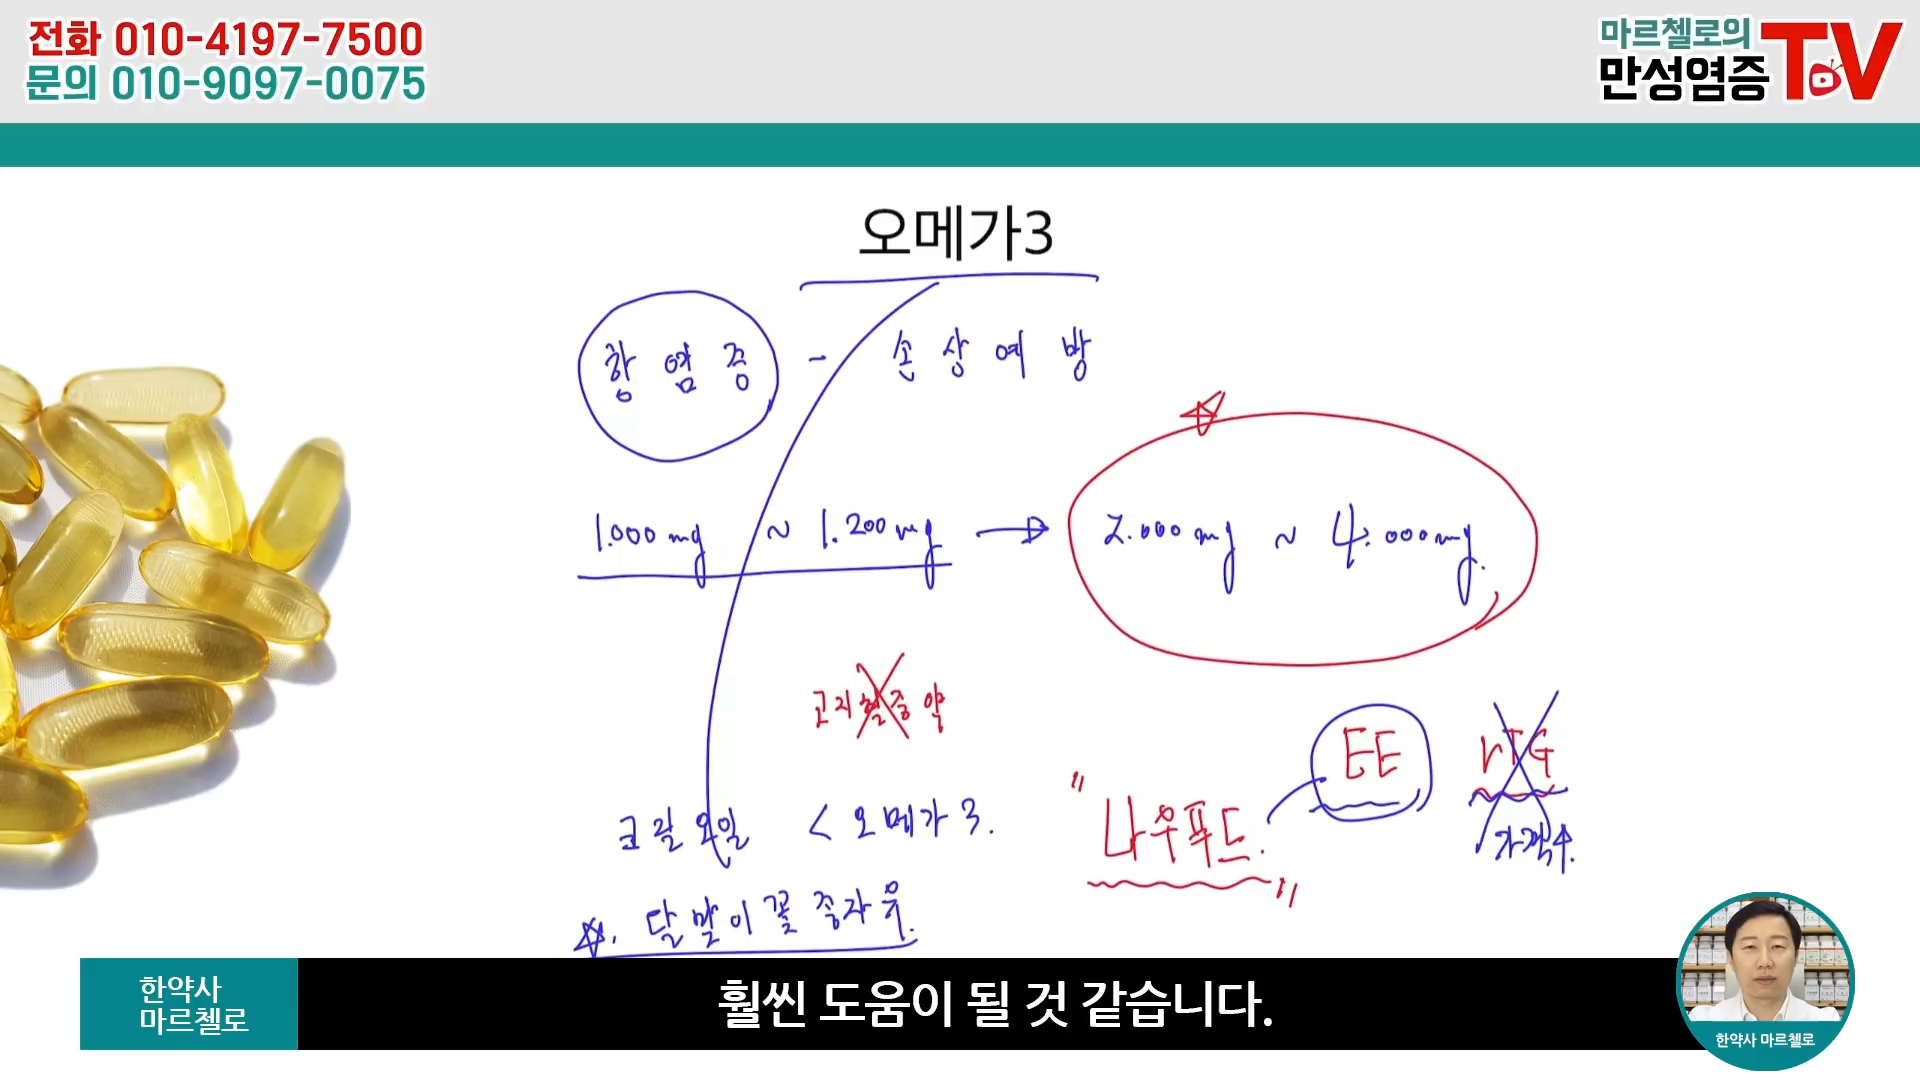 전화 010-4197-7500
문의 010-9097-0075
마르첼로의
만성염증 TV
오메가3
항염증 - 손상예방
1.000mg ~ 1.200mg → 2.000mg ~ 4.000mg.
고지혈증약
EE rTG
크릴오일 < 오메가3.
"나우푸드."
달맞이꽃종자유.
훨씬 도움이 될 것 같습니다.
한약사
마르첼로
한약사 마르첼로